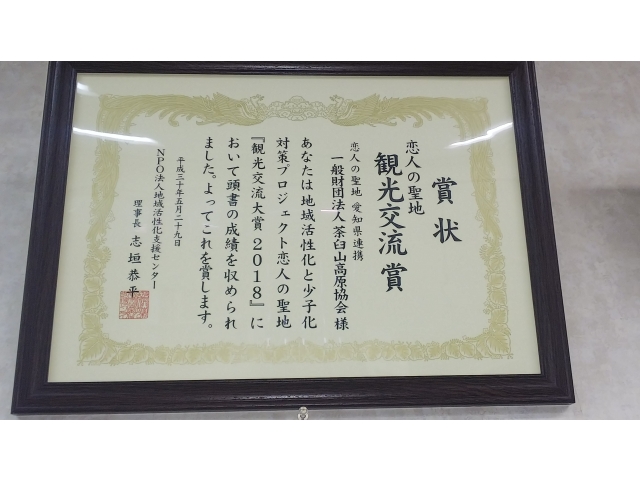 賞状
恋人の聖地
観光交流賞
恋人の聖地 愛知県連携
一般財団法人茶臼山高原協会様
あなたは地域活性化と少子化
対策プロジェクト恋人の聖地
『観光交流大賞2018』に
おいて頭書の成績を収められ
ました。よってこれを賞します。
平成三十年五月二十九日
NPO法人地域活性化支援センター
理事長 志垣恭平